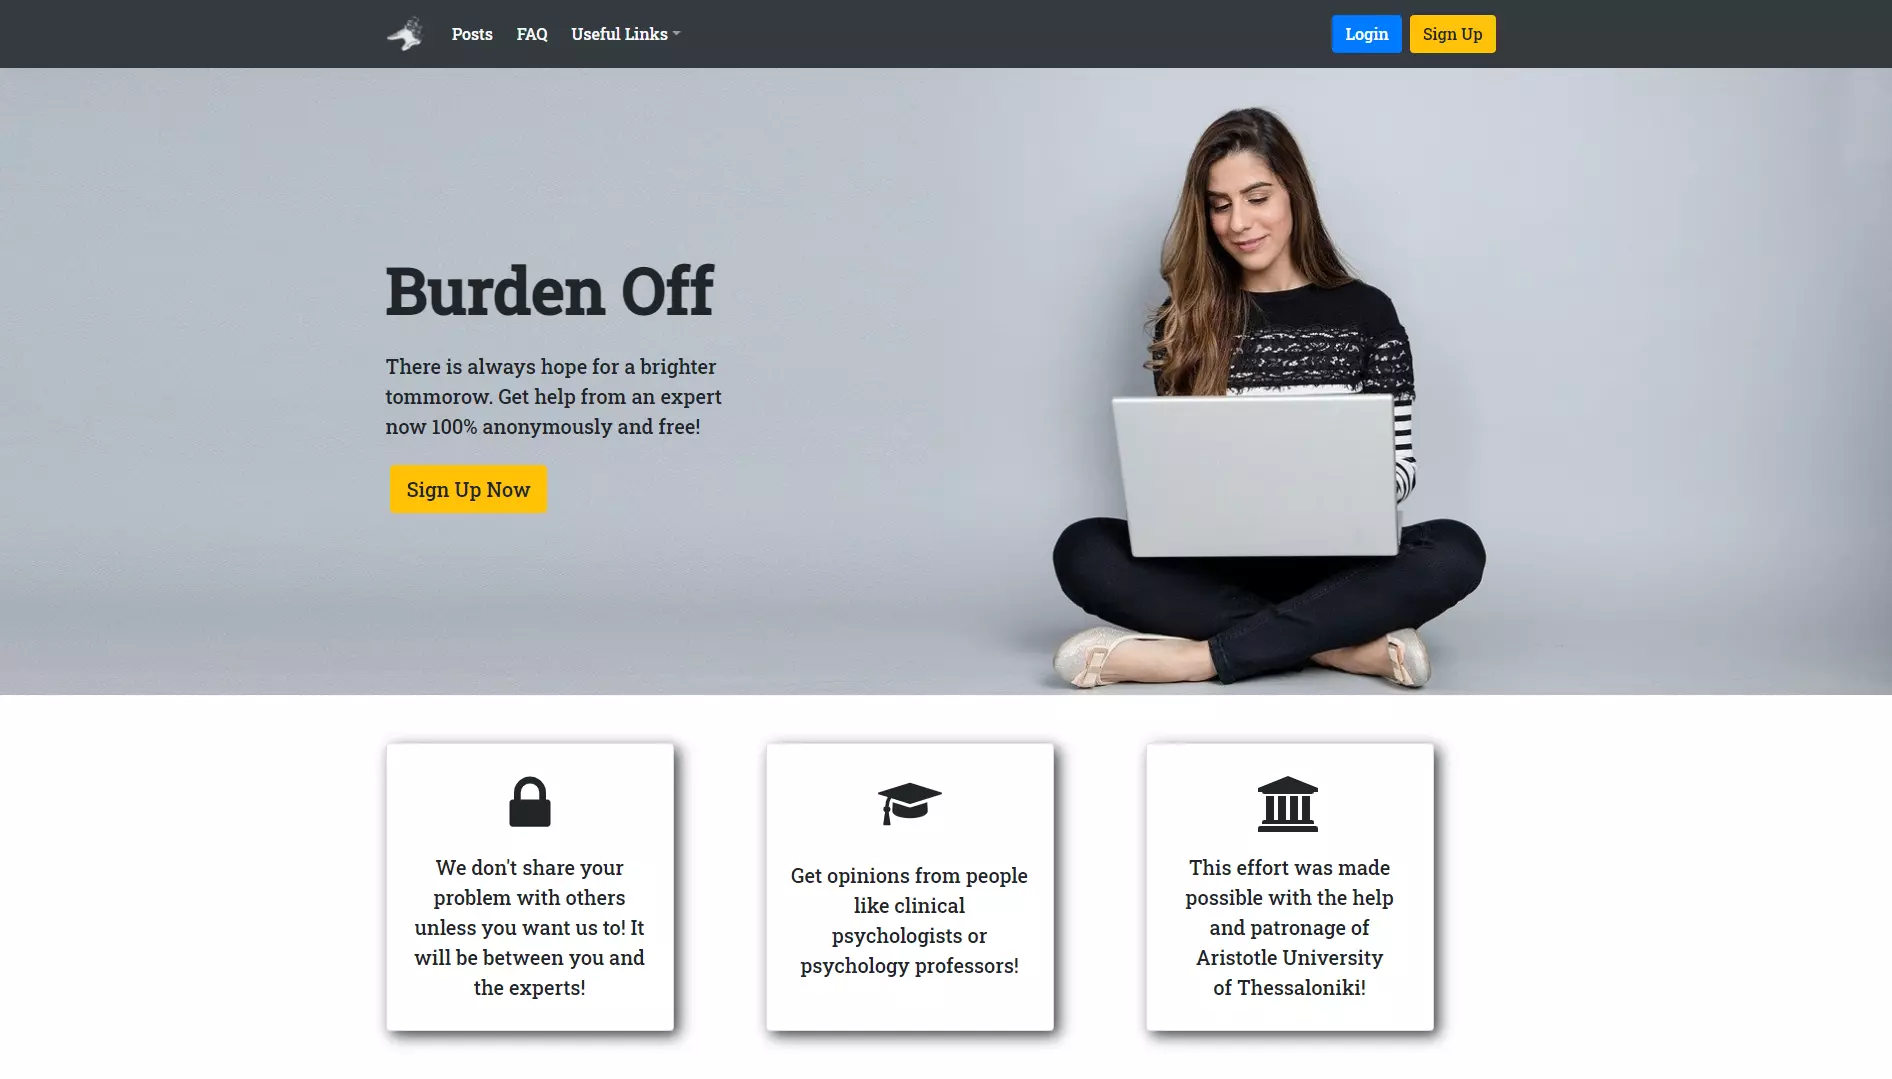 Posts FAQ Useful Links Login Sign Up
Burden Off
There is always hope for a brighter
tommorow. Get help from an expert
now 100% anonymously and free!
Sign Up Now
We don't share your
problem with others
unless you want us to! It
will be between you and
the experts!
Get opinions from people
like clinical
psychologists or
psychology professors!
This effort was made
possible with the help
and patronage of
Aristotle University
of Thessaloniki!